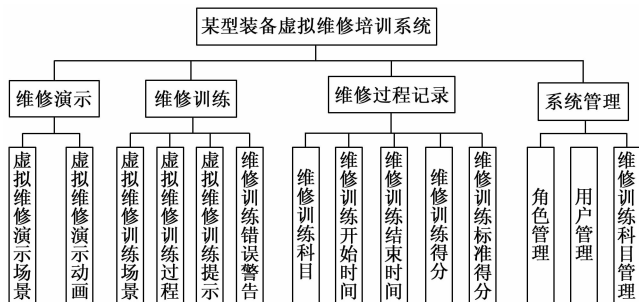 某型装备虚拟维修培训系统
维修演示
维修训练
维修过程记录
系统管理
虚拟维修演示场景
虚拟维修演示动画
虚拟维修训练场景
虚拟维修训练过程
虚拟维修训练提示
维修训练错误警告
维修训练科目
维修训练开始时间
维修训练结束时间
维修训练得分
维修训练标准得分
角色管理
用户管理
维修训练科目管理